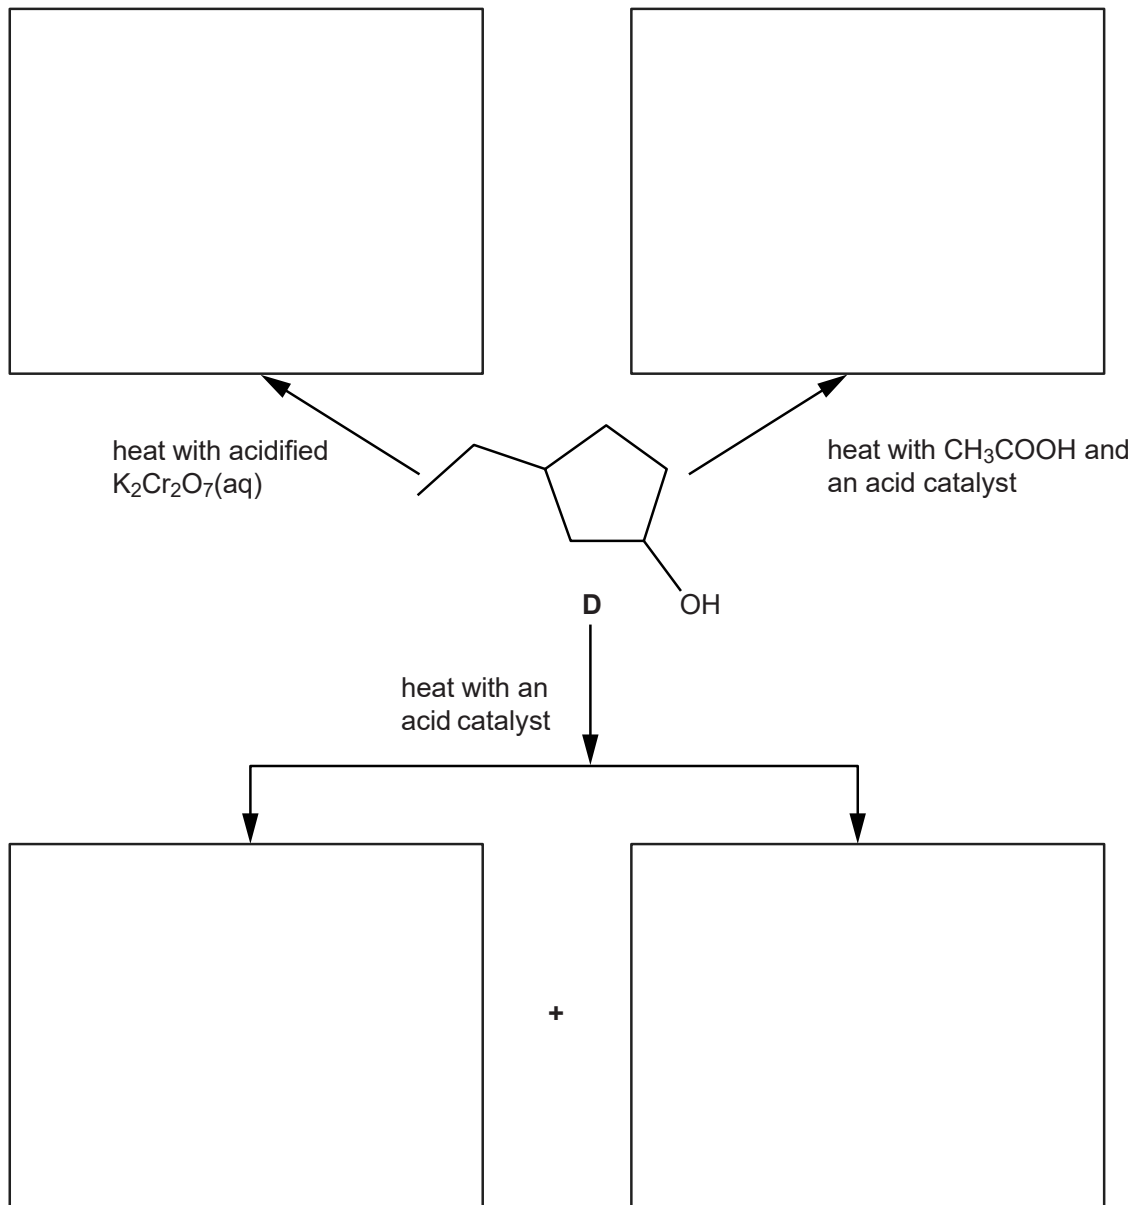 heat with acidified
K₂Cr₂O₇(aq)
heat with CH₃COOH and
an acid catalyst
D
OH
heat with an
acid catalyst
+